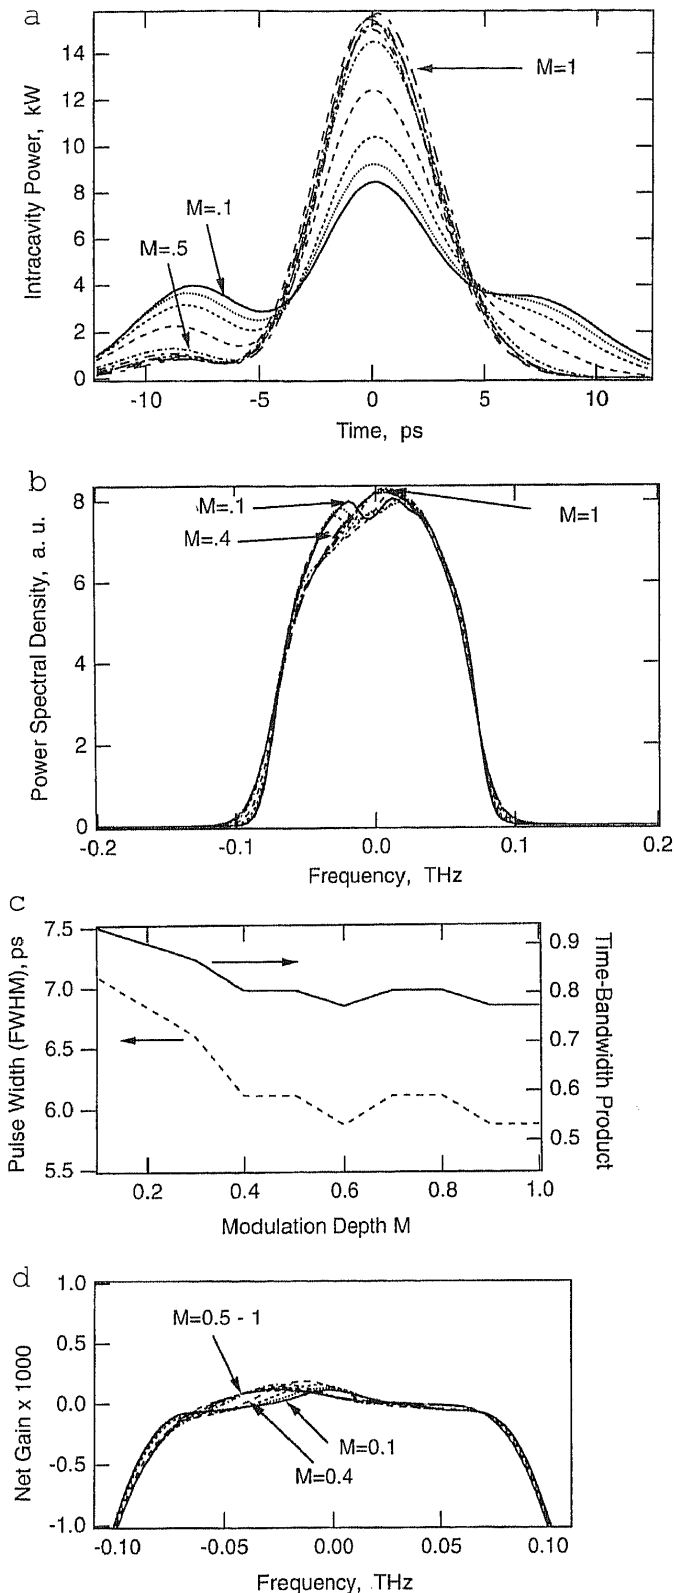 a
14
12
10
8
6
4
2
0
Intracavity Power, kW
M=1
M=.1
M=.5
-10 -5 0 5 10
Time, ps
b
8
6
4
2
0
Power Spectral Density, a. u.
M=.1
M=.4
M=1
-0.2 -0.1 0.0 0.1 0.2
Frequency, THz
c
7.5
7.0
6.5
6.0
5.5
Pulse Width (FWHM), ps
0.9
0.8
0.7
0.6
0.5
Time-Bandwidth Product
0.2 0.4 0.6 0.8 1.0
Modulation Depth M
d
1.0
0.5
0.0
-0.5
-1.0
Net Gain x 1000
M=0.5 - 1
M=0.1
M=0.4
-0.10 -0.05 0.00 0.05 0.10
Frequency, THz